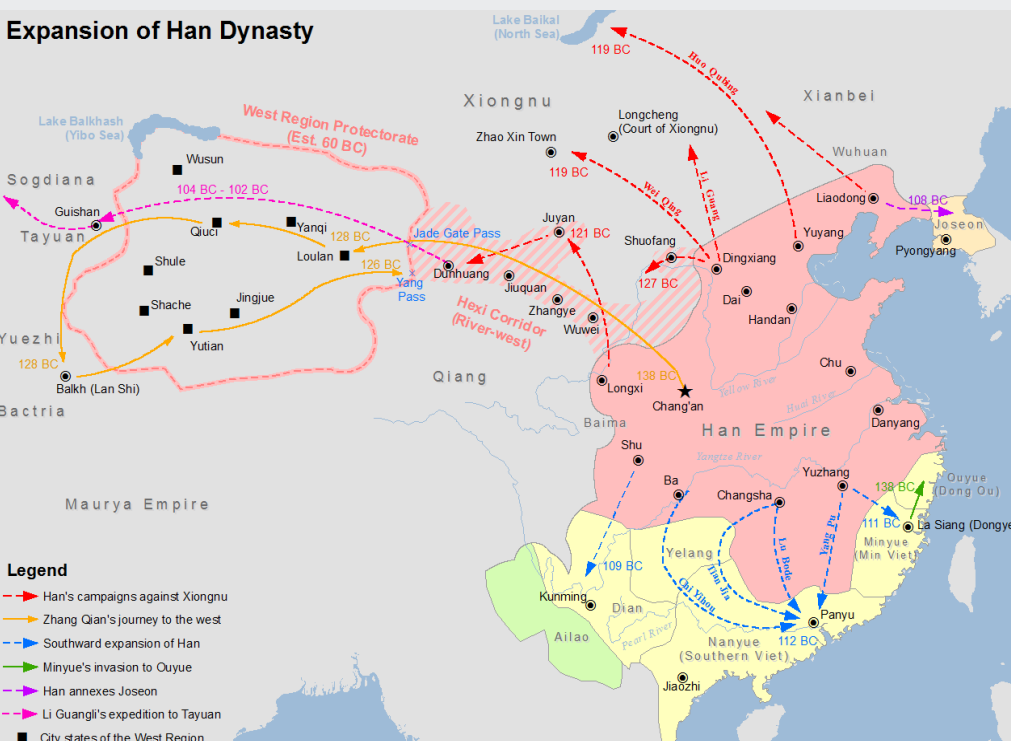 Expansion of Han Dynasty
Lake Baikal
(North Sea)
119 BC
Huo Qubing
Xiongnu
Xianbei
Lake Balkhash
(Yibo Sea)
West Region Protectorate
(Est. 60 BC)
Longcheng
(Court of Xiongnu)
Zhao Xin Town
119 BC
Wuhuan
Wusun
Sogdiana
104 BC - 102 BC
Wei Qing
Li Guang
Liaodong
108 BC
Guishan
Tayuan
Qiuci
Yanqi
128 BC
Loulan
Jade Gate Pass
Juyan
121 BC
Shuofang
Yuyang
Joseon
Pyongyang
Shule
126 BC
Yang
Pass
Dunhuang
Jiuquan
127 BC
Dingxiang
Shache
Jingjue
Zhangye
Dai
Handan
Hexi Corridor
(River-west)
Wuwei
Yuezhi
Yutian
128 BC
Balkh (Lan Shi)
Qiang
Longxi
138 BC
Chang'an
Yellow River
Chu
Huai River
Bactria
Baima
Han Empire
Danyang
Shu
Yangtze River
Ba
Changsha
Yuzhang
138 BC
Ouyue
(Dong Ou)
Maurya Empire
111 BC
La Siang (Dongye
Minyue
(Min Viet)
Yelang
Lu Bode
Yang Pu
Tian Jia
Chi Yihou
109 BC
Kunming
Dian
Panyu
Ailao
Pearl River
112 BC
Nanyue
(Southern Viet)
Jiaozhi
Legend
Han's campaigns against Xiongnu
Zhang Qian's journey to the west
Southward expansion of Han
Minyue's invasion to Ouyue
Han annexes Joseon
Li Guangli's expedition to Tayuan
City states of the West Region